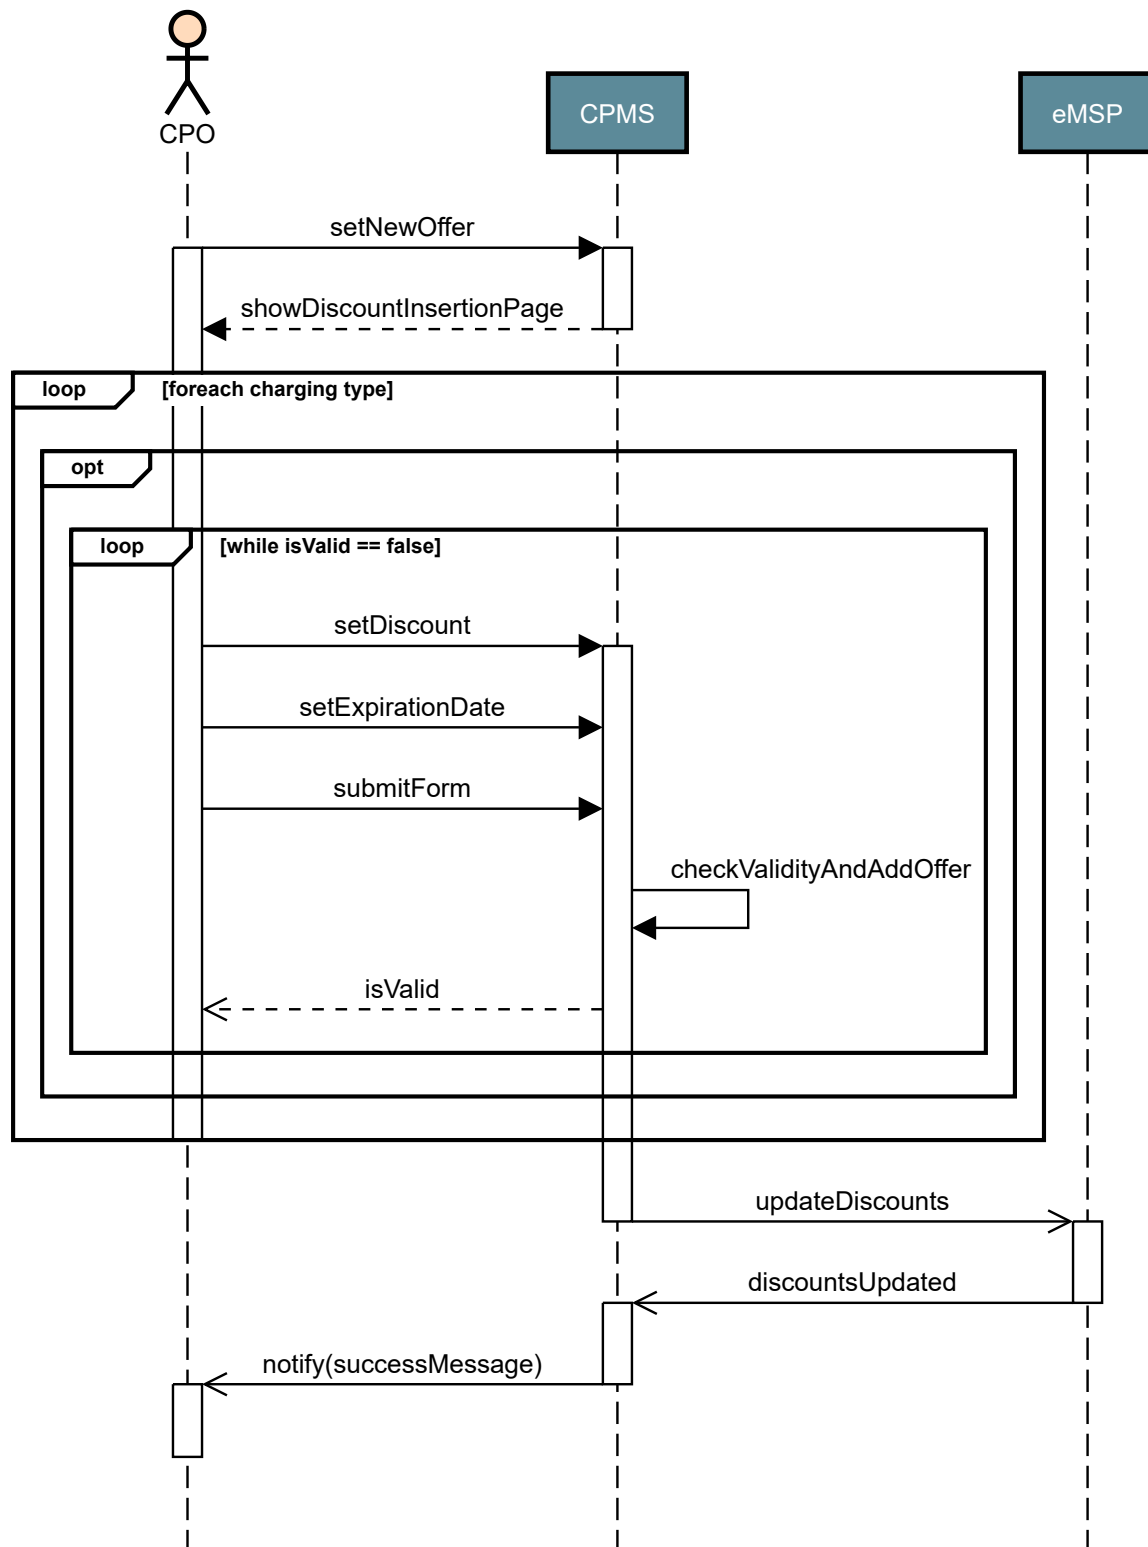 CPO
CPMS
eMSP
setNewOffer
showDiscountInsertionPage
loop [foreach charging type]
opt
loop [while isValid == false]
setDiscount
setExpirationDate
submitForm
checkValidityAndAddOffer
isValid
updateDiscounts
discountsUpdated
notify(successMessage)